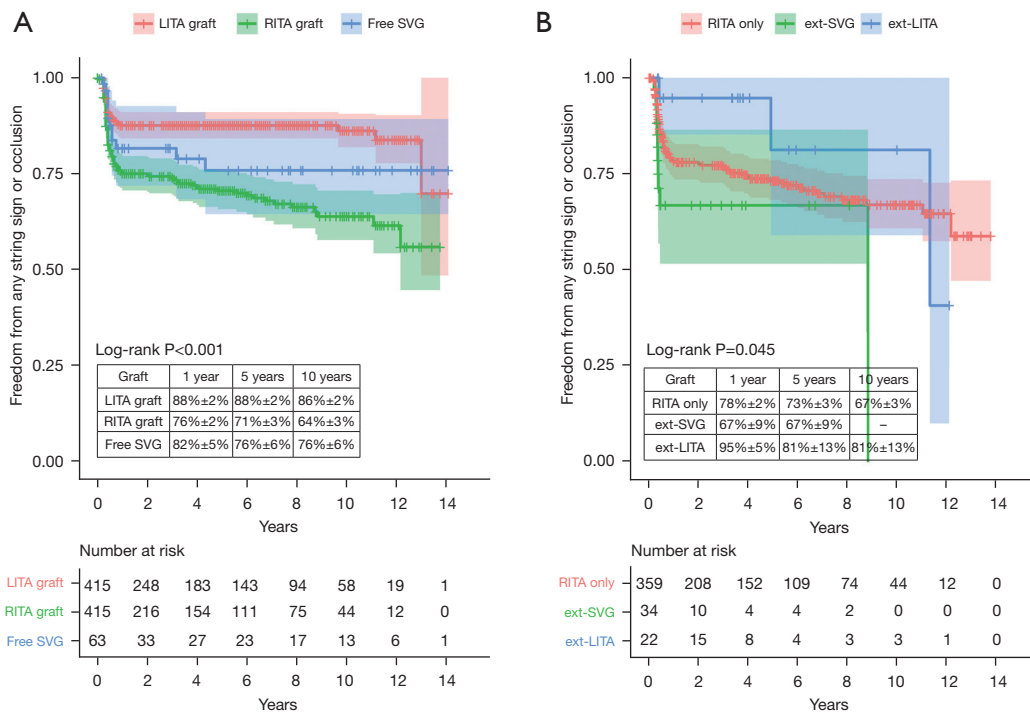 A
LITA graft RITA graft Free SVG
Freedom from any string sign or occlusion
1.00
0.75
0.50
0.25
0.00
Log-rank P<0.001
Graft 1 year 5 years 10 years
LITA graft 88%±2% 88%±2% 86%±2%
RITA graft 76%±2% 71%±3% 64%±3%
Free SVG 82%±5% 76%±6% 76%±6%
0 2 4 6 8 10 12 14
Years
Number at risk
LITA graft 415 248 183 143 94 58 19 1
RITA graft 415 216 154 111 75 44 12 0
Free SVG 63 33 27 23 17 13 6 1
0 2 4 6 8 10 12 14
Years
B
RITA only ext-SVG ext-LITA
Freedom from any string sign or occlusion
1.00
0.75
0.50
0.25
0.00
Log-rank P=0.045
Graft 1 year 5 years 10 years
RITA only 78%±2% 73%±3% 67%±3%
ext-SVG 67%±9% 67%±9% –
ext-LITA 95%±5% 81%±13% 81%±13%
0 2 4 6 8 10 12 14
Years
Number at risk
RITA only 359 208 152 109 74 44 12 0
ext-SVG 34 10 4 4 2 0 0 0
ext-LITA 22 15 8 4 3 3 1 0
0 2 4 6 8 10 12 14
Years